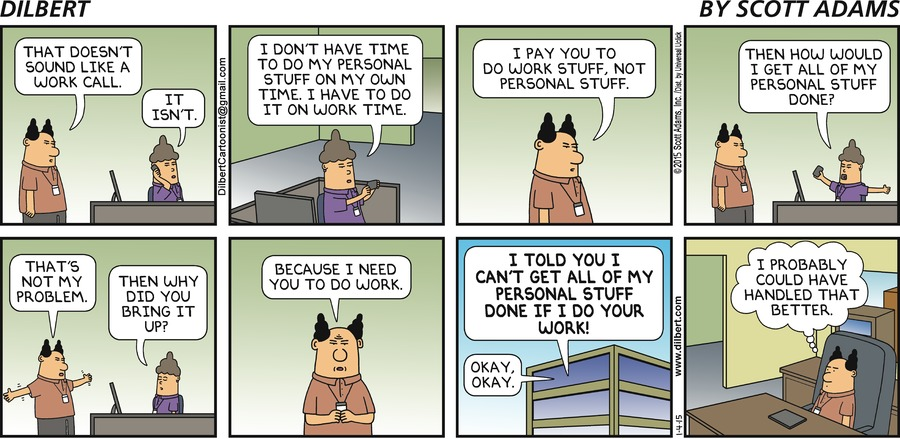 DILBERT
BY SCOTT ADAMS
THAT DOESN'T
SOUND LIKE A
WORK CALL.
IT
ISN'T.
DilbertCartoonist@gmail.com
I DON'T HAVE TIME
TO DO MY PERSONAL
STUFF ON MY OWN
TIME. I HAVE TO DO
IT ON WORK TIME.
I PAY YOU TO
DO WORK STUFF, NOT
PERSONAL STUFF.
©2015 Scott Adams, Inc. /Dist. by Universal Uclick
THEN HOW WOULD
I GET ALL OF MY
PERSONAL STUFF
DONE?
THAT'S
NOT MY
PROBLEM.
THEN WHY
DID YOU
BRING IT
UP?
BECAUSE I NEED
YOU TO DO WORK.
I TOLD YOU I
CAN'T GET ALL OF MY
PERSONAL STUFF
DONE IF I DO YOUR
WORK!
OKAY,
OKAY.
www.dilbert.com
1-4-15
I PROBABLY
COULD HAVE
HANDLED THAT
BETTER.